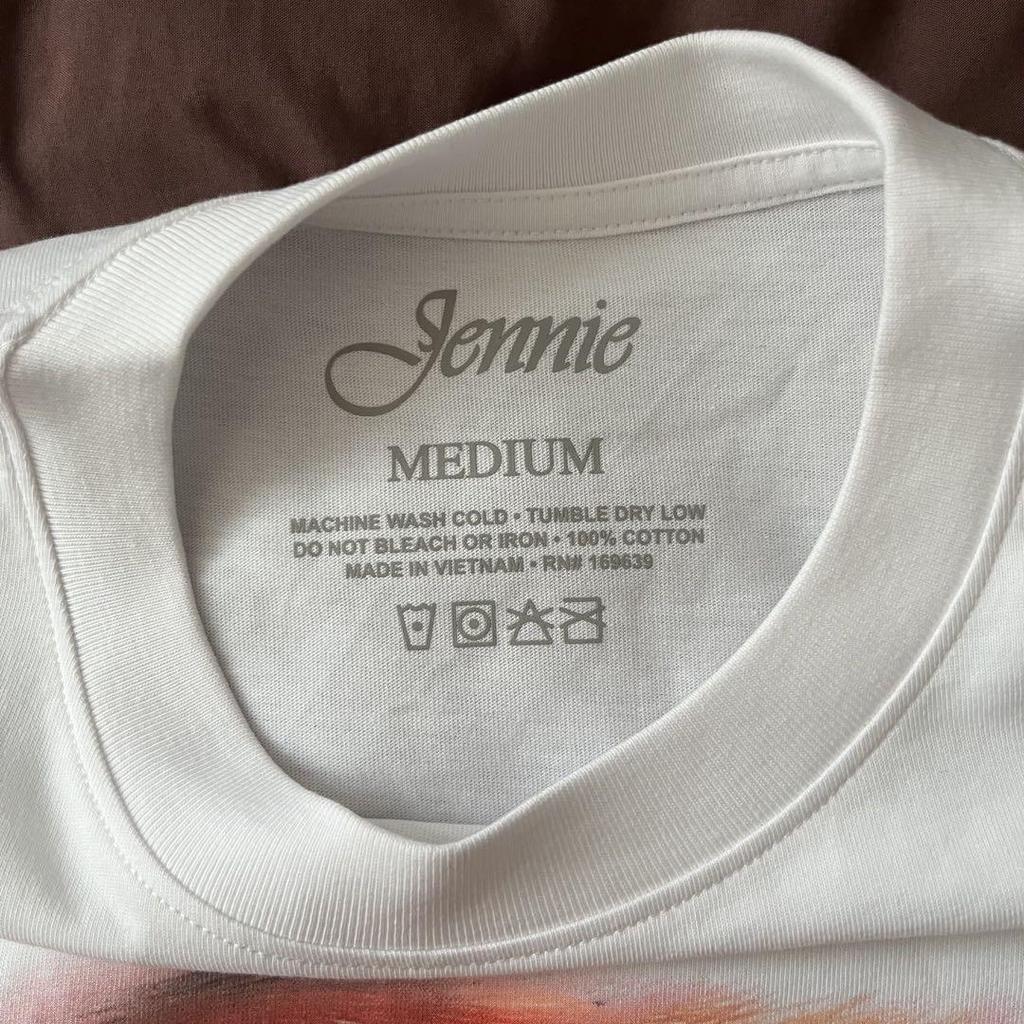 Jennie
MEDIUM
MACHINE WASH COLD • TUMBLE DRY LOW
DO NOT BLEACH OR IRON • 100% COTTON
MADE IN VIETNAM • RN# 169639